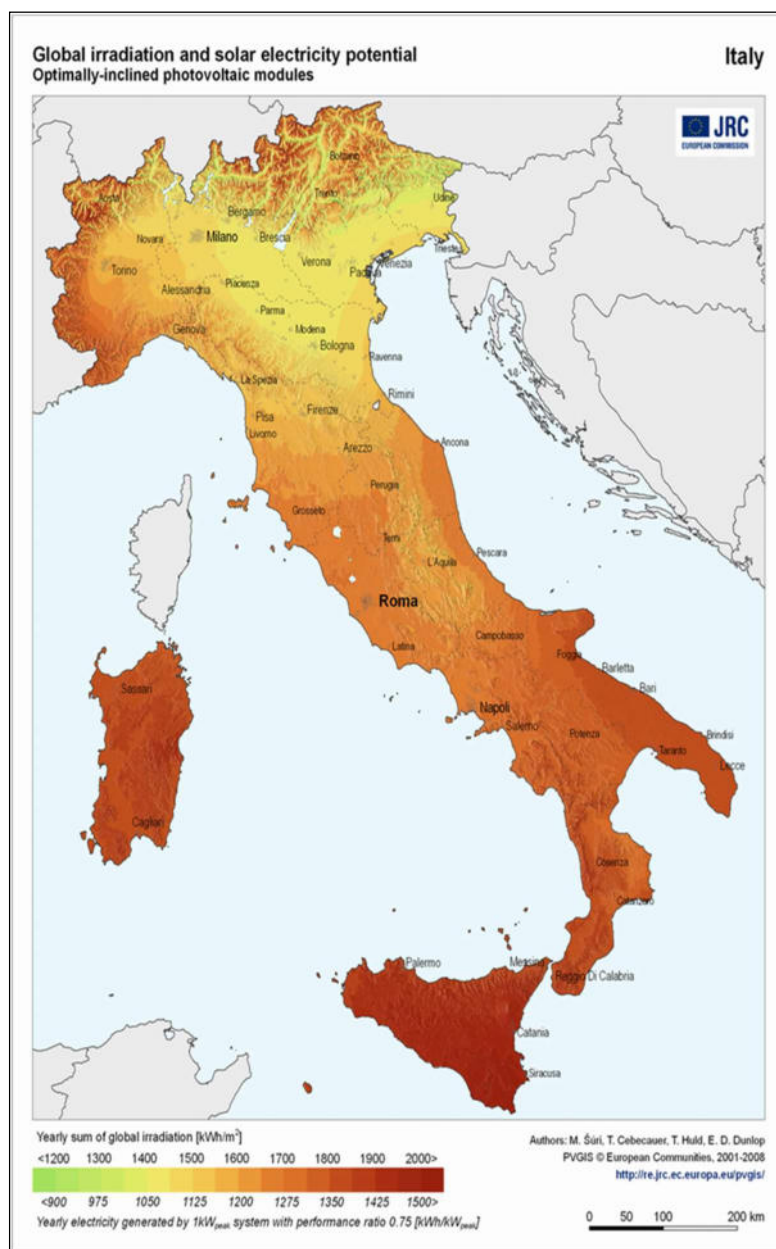 Global irradiation and solar electricity potential
Optimally-inclined photovoltaic modules
Italy
JRC
EUROPEAN COMMISSION
Bolzano
Aosta
Trento
Udine
Bergamo
Novara
Milano
Brescia
Trieste
Verona
Padova
Venezia
Torino
Alessandria
Piacenza
Parma
Genova
Modena
Bologna
Ravenna
La Spezia
Rimini
Pisa
Firenze
Livorno
Arezzo
Ancona
Perugia
Grosseto
Terni
L'Aquila
Pescara
Roma
Latina
Campobasso
Foggia
Barletta
Bari
Sassari
Napoli
Salerno
Potenza
Brindisi
Taranto
Lecce
Cagliari
Cosenza
Catanzaro
Palermo
Messina
Reggio Di Calabria
Catania
Siracusa
Yearly sum of global irradiation [kWh/m²]
<1200 1300 1400 1500 1600 1700 1800 1900 2000>
<900 975 1050 1125 1200 1275 1350 1425 1500>
Yearly electricity generated by 1kWpeak system with performance ratio 0.75 [kWh/kWpeak]
Authors: M. Šúri, T. Cebecauer, T. Huld, E. D. Dunlop
PVGIS © European Communities, 2001-2008
http://re.jrc.ec.europa.eu/pvgis/
0 50 100 200 km